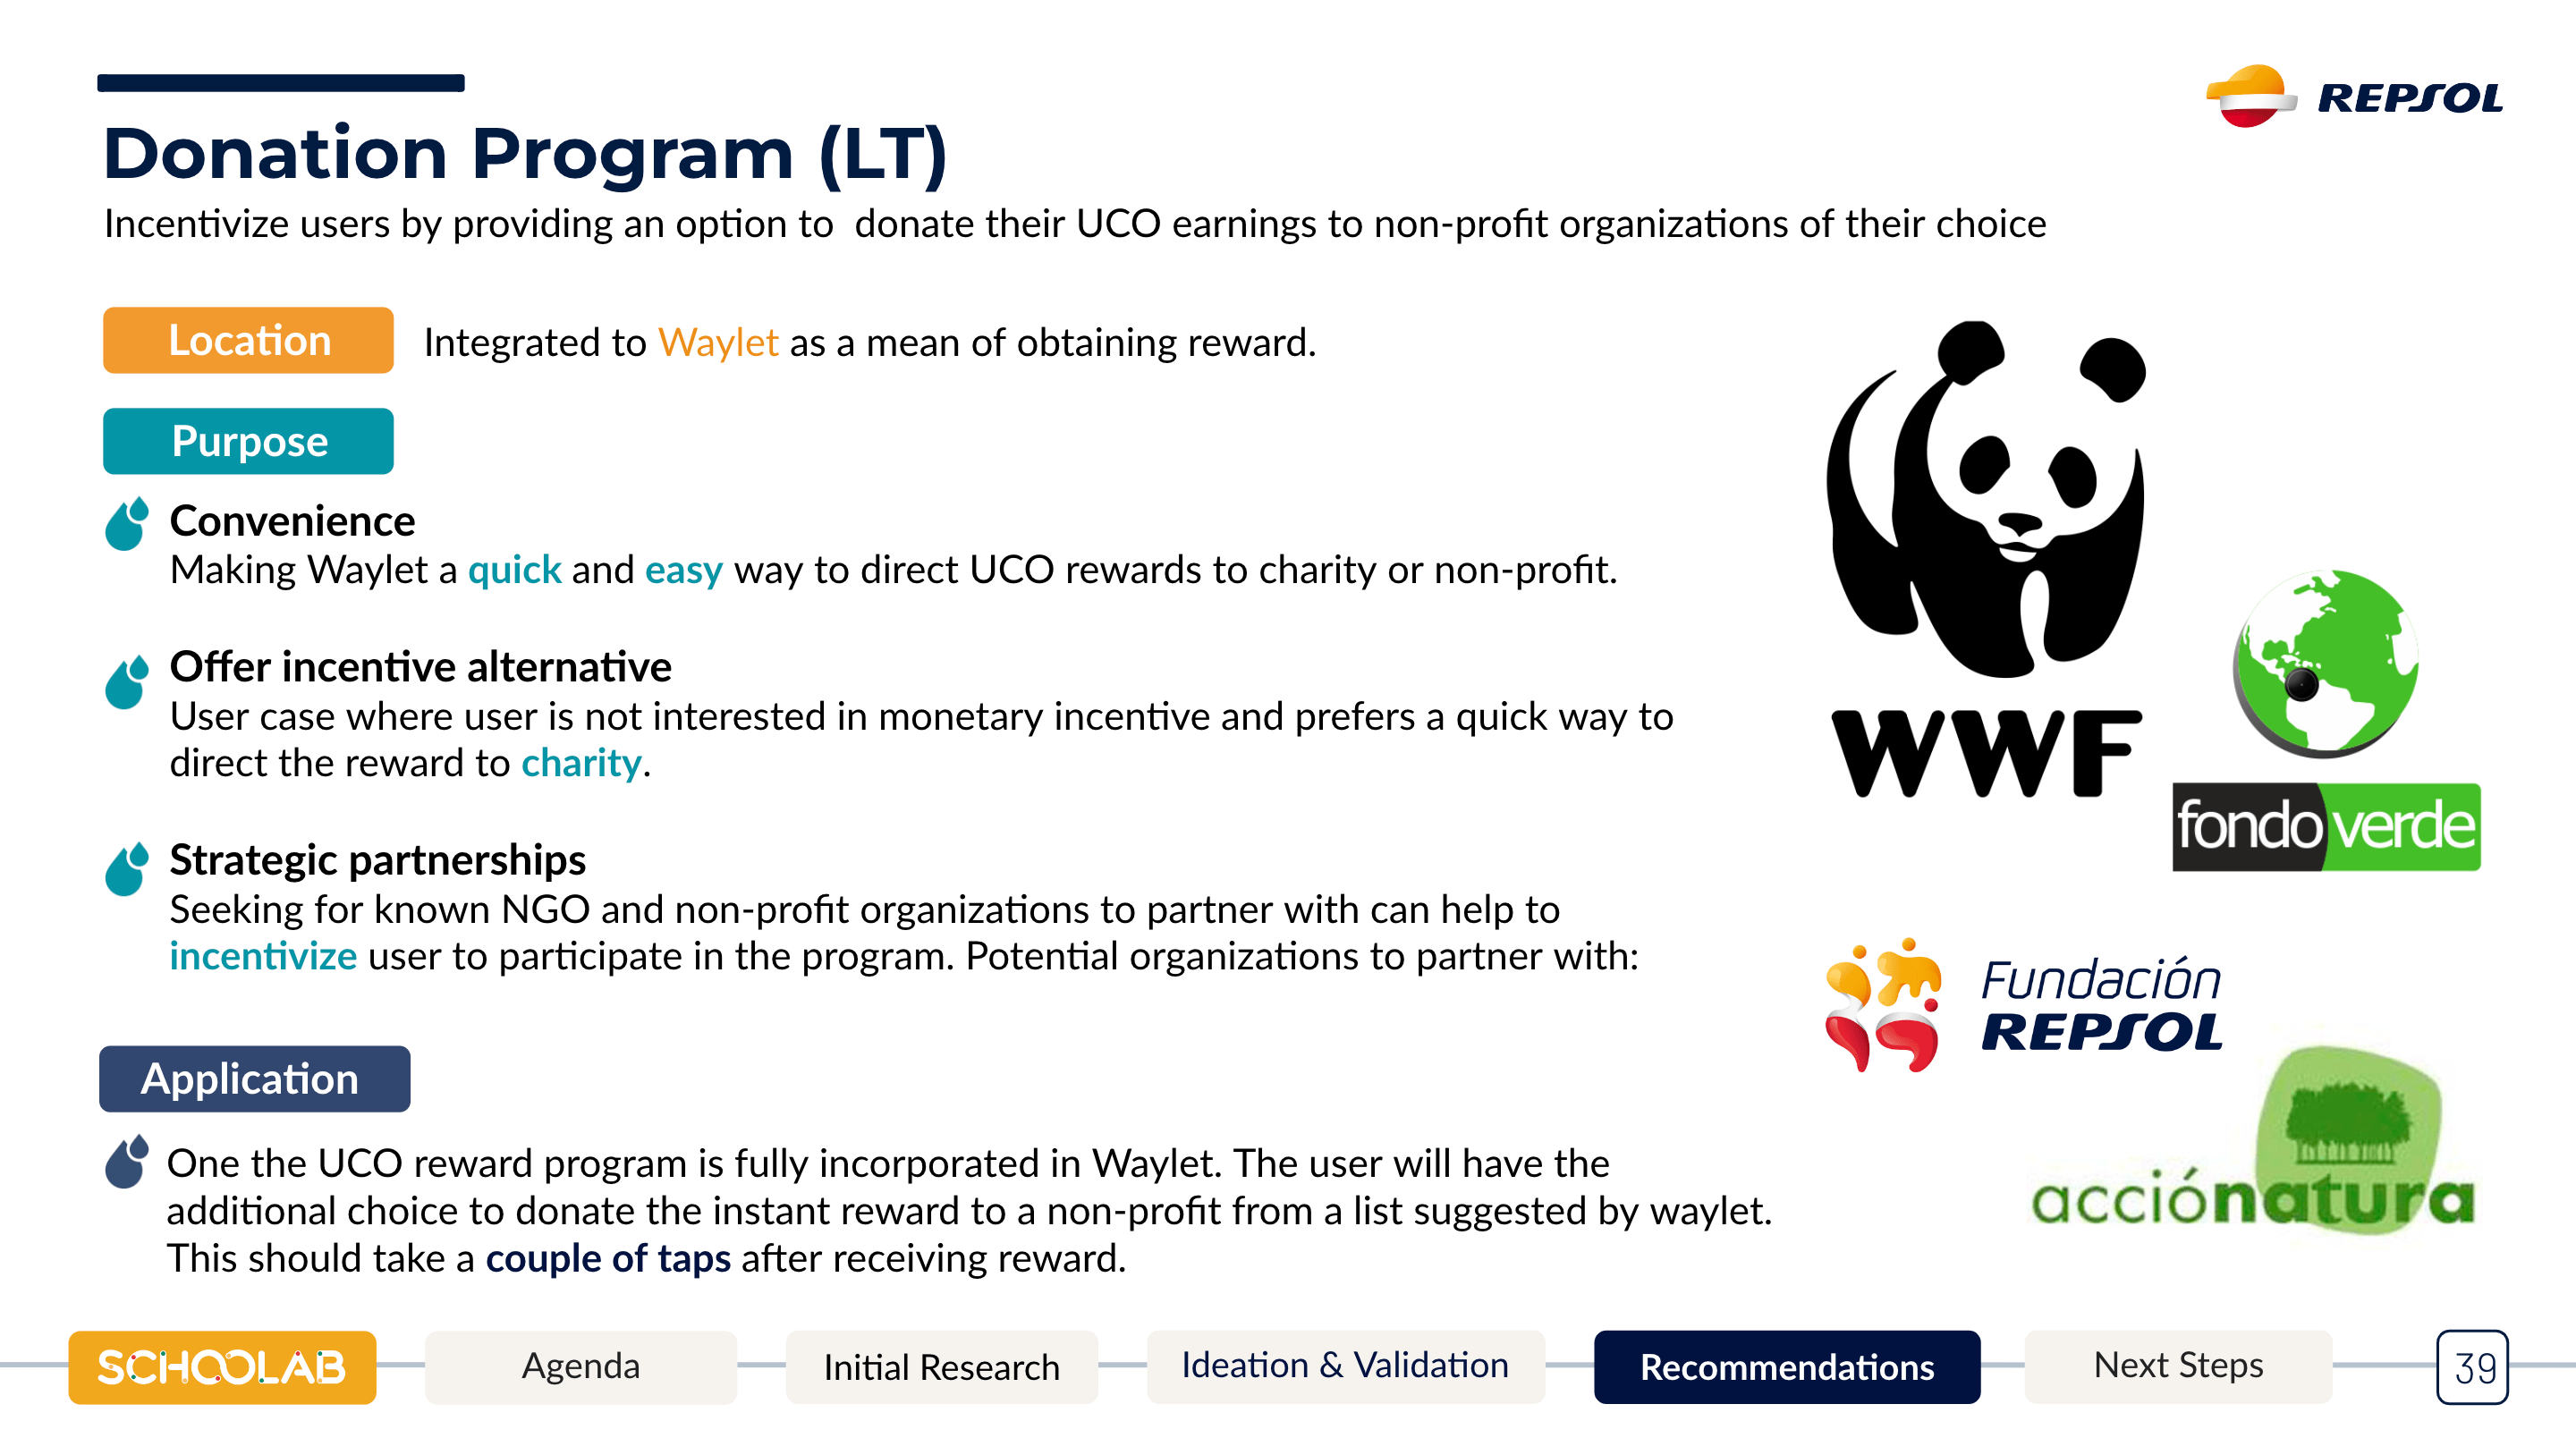 REPSOL
Donation Program (LT)
Incentivize users by providing an option to  donate their UCO earnings to non-profit organizations of their choice
Location
Integrated to Waylet as a mean of obtaining reward.
Purpose
Convenience
Making Waylet a quick and easy way to direct UCO rewards to charity or non-profit.
Offer incentive alternative
User case where user is not interested in monetary incentive and prefers a quick way to
direct the reward to charity.
Strategic partnerships
Seeking for known NGO and non-profit organizations to partner with can help to
incentivize user to participate in the program. Potential organizations to partner with:
WWF
fondoverde
Fundación
REPSOL
acciónatura
Application
One the UCO reward program is fully incorporated in Waylet. The user will have the
additional choice to donate the instant reward to a non-profit from a list suggested by waylet.
This should take a couple of taps after receiving reward.
SCHOOLAB
Agenda
Initial Research
Ideation & Validation
Recommendations
Next Steps
39